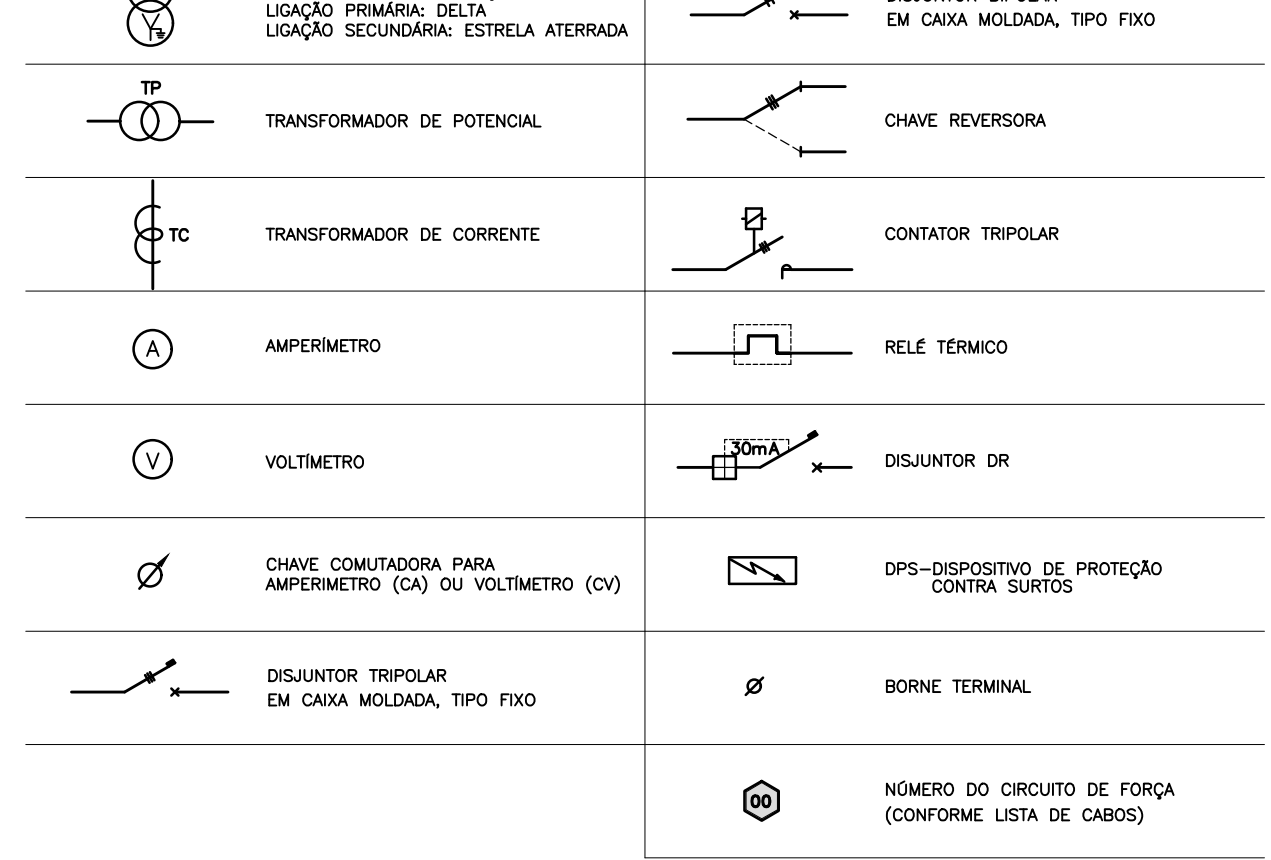 LIGAÇÃO PRIMÁRIA: DELTA
LIGAÇÃO SECUNDÁRIA: ESTRELA ATERRADA
TP
TRANSFORMADOR DE POTENCIAL
TC
TRANSFORMADOR DE CORRENTE
A
AMPERÍMETRO
V
VOLTÍMETRO
CHAVE COMUTADORA PARA
AMPERIMETRO (CA) OU VOLTÍMETRO (CV)
DISJUNTOR TRIPOLAR
EM CAIXA MOLDADA, TIPO FIXO
DISJUNTOR BIPOLAR
EM CAIXA MOLDADA, TIPO FIXO
CHAVE REVERSORA
CONTATOR TRIPOLAR
RELÉ TÉRMICO
30mA
DISJUNTOR DR
DPS-DISPOSITIVO DE PROTEÇÃO
CONTRA SURTOS
BORNE TERMINAL
00
NÚMERO DO CIRCUITO DE FORÇA
(CONFORME LISTA DE CABOS)